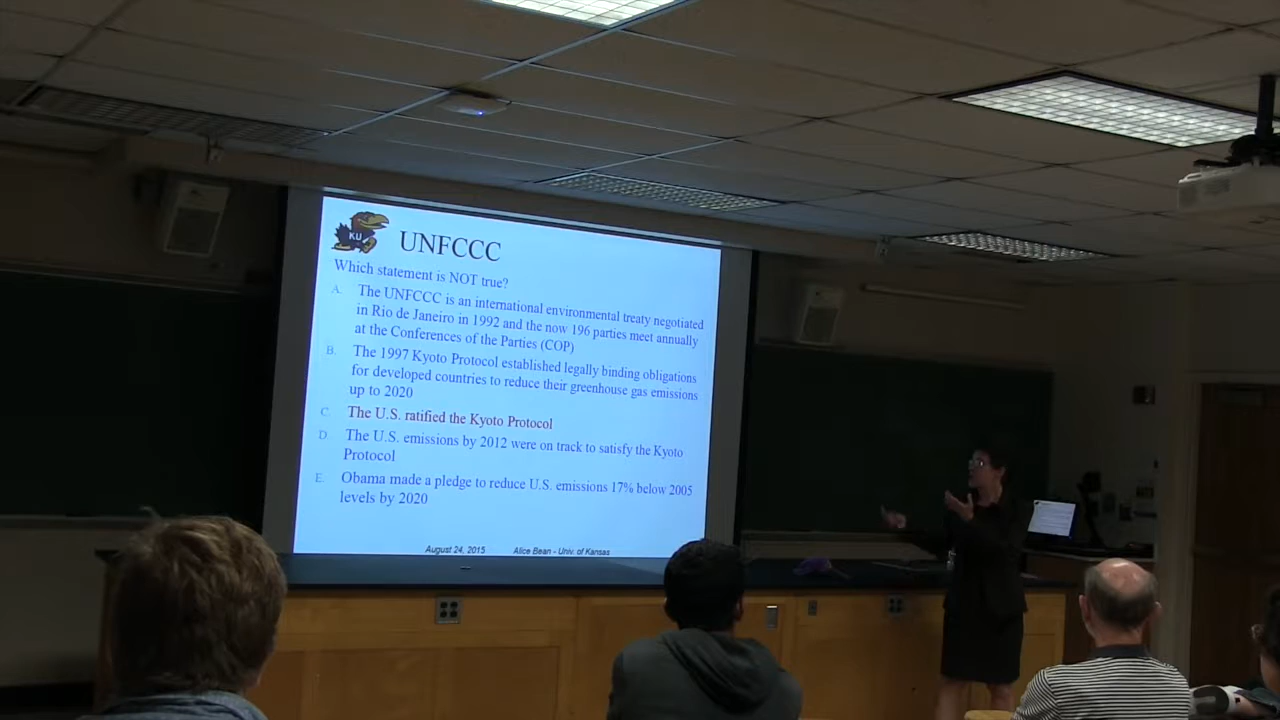 KU
UNFCCC
Which statement is NOT true?
A. The UNFCCC is an international environmental treaty negotiated
in Rio de Janeiro in 1992 and the now 196 parties meet annually
at the Conferences of the Parties (COP)
B. The 1997 Kyoto Protocol established legally binding obligations
for developed countries to reduce their greenhouse gas emissions
up to 2020
C. The U.S. ratified the Kyoto Protocol
D. The U.S. emissions by 2012 were on track to satisfy the Kyoto
Protocol
E. Obama made a pledge to reduce U.S. emissions 17% below 2005
levels by 2020
August 24, 2015 Alice Bean - Univ. of Kansas